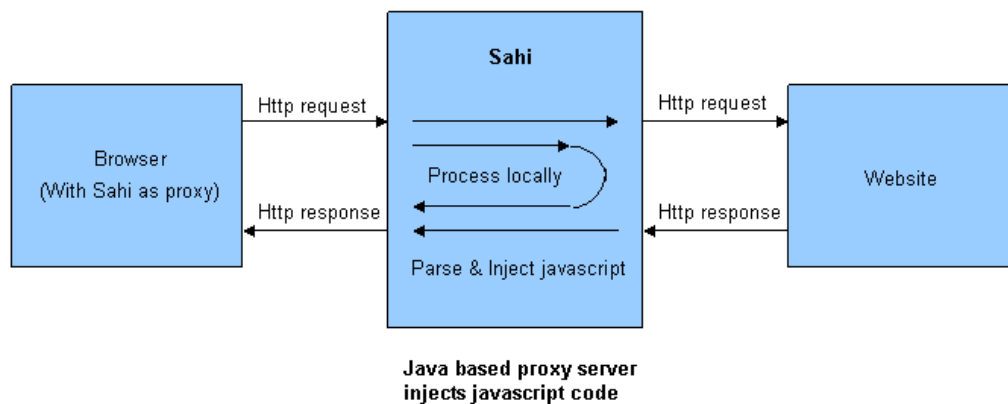 Sahi
Http request
Http request
Browser
(With Sahi as proxy)
Process locally
Website
Http response
Http response
Parse & Inject javascript
Java based proxy server
injects javascript code